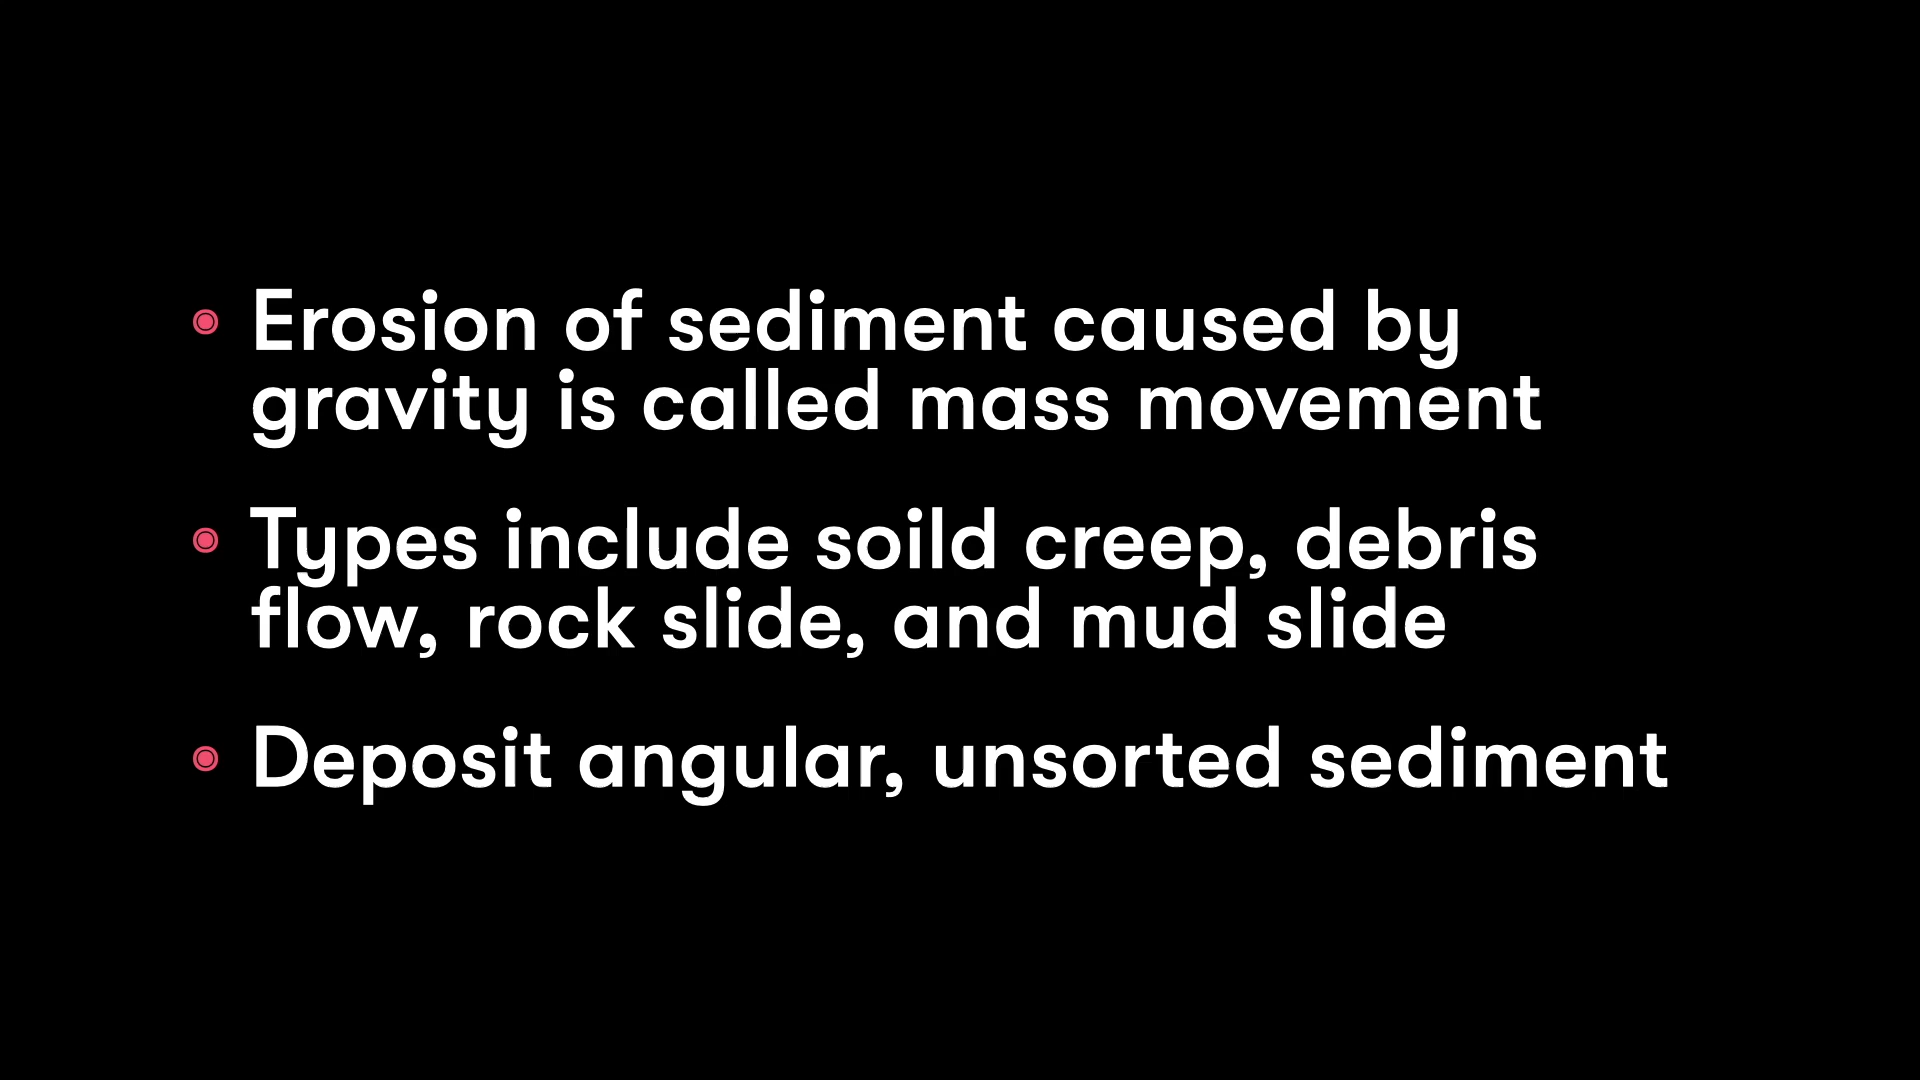 Erosion of sediment caused by
gravity is called mass movement
Types include soild creep, debris
flow, rock slide, and mud slide
Deposit angular, unsorted sediment